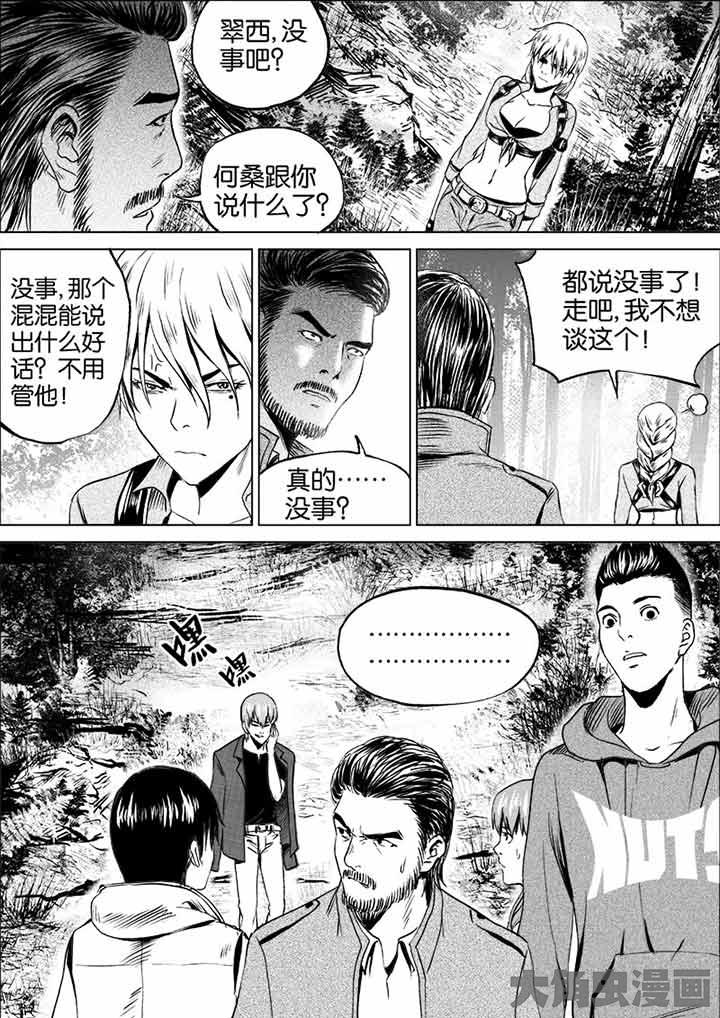 翠西,没
事吧?
何桑跟你
说什么了?
没事,那个
混混能说
出什么好
话?不用
管他!
真的……
没事?
都说没事了!
走吧,我不想
谈这个!
嘿
嘿
………………
………………
NUTS
大角虫漫画